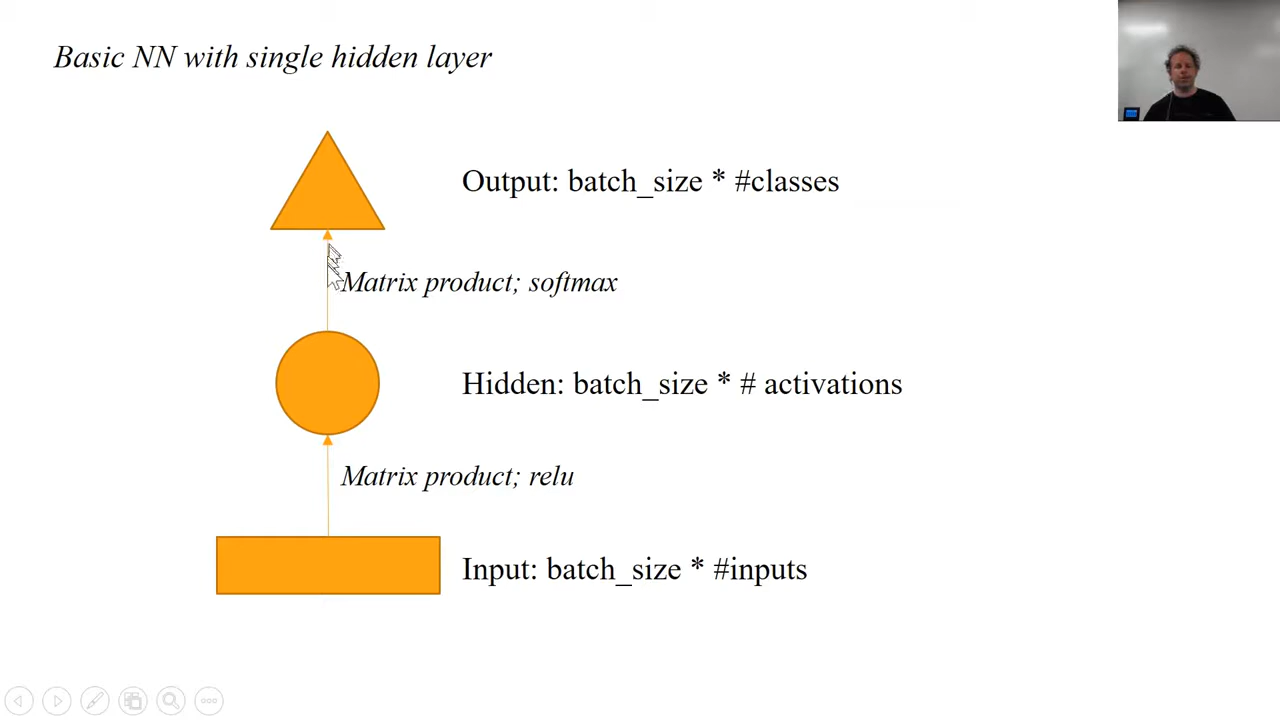 Basic NN with single hidden layer
Output: batch_size * #classes
Matrix product; softmax
Hidden: batch_size * # activations
Matrix product; relu
Input: batch_size * #inputs